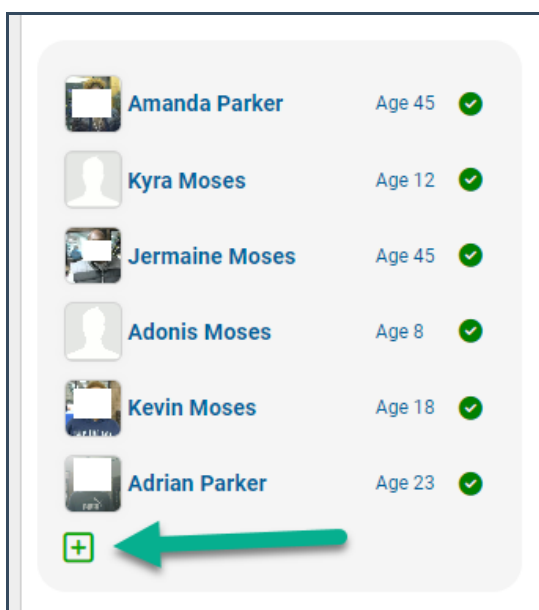 Amanda Parker Age 45
Kyra Moses Age 12
Jermaine Moses Age 45
Adonis Moses Age 8
Kevin Moses Age 18
Adrian Parker Age 23